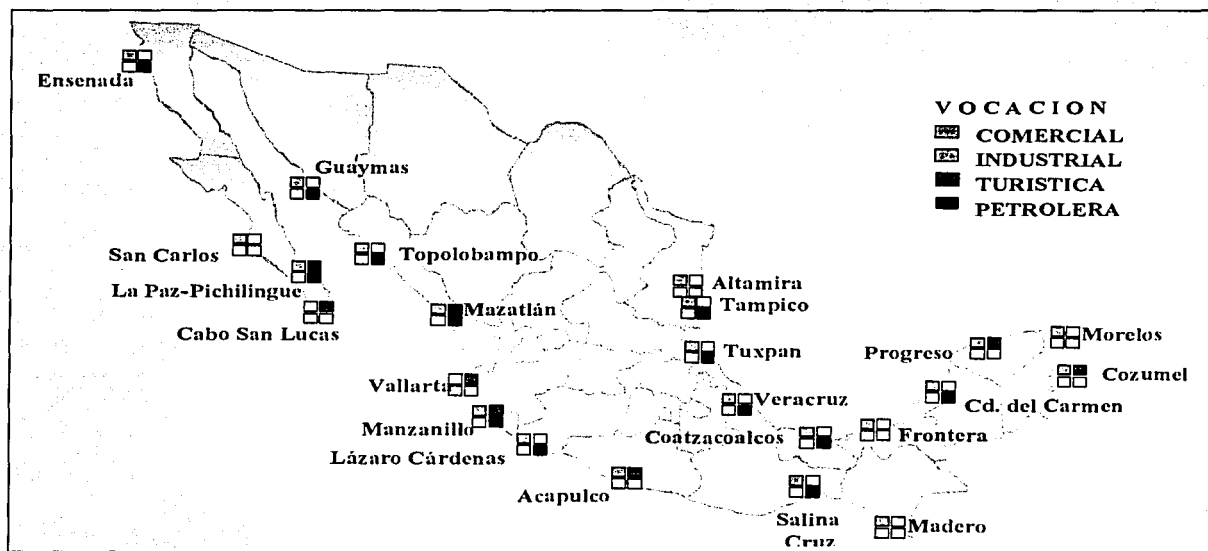 Ensenada
VOCACION
COMERCIAL
INDUSTRIAL
TURISTICA
PETROLERA
Guaymas
San Carlos
Topolobampo
La Paz-Pichilingue
Altamira
Tampico
Cabo San Lucas
Mazatlán
Morelos
Progreso
Tuxpan
Vallarta
Cozumel
Veracruz
Cd. del Carmen
Manzanillo
Coatzacoalcos
Frontera
Lázaro Cárdenas
Acapulco
Salina
Cruz
Madero